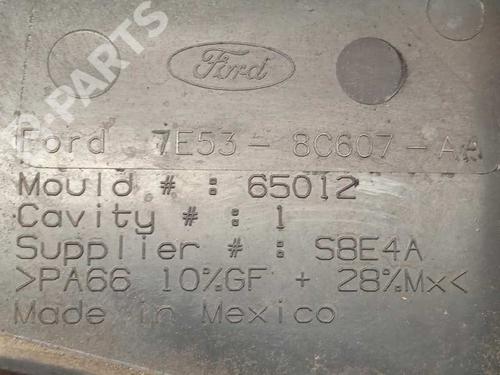 B-PARTS
Ford
Ford 7E53-8C607-AA
Mould # : 65012
Cavity # : 1
Supplier # : S8E4A
>PA66 10%GF + 28%Mx<
Made in Mexico